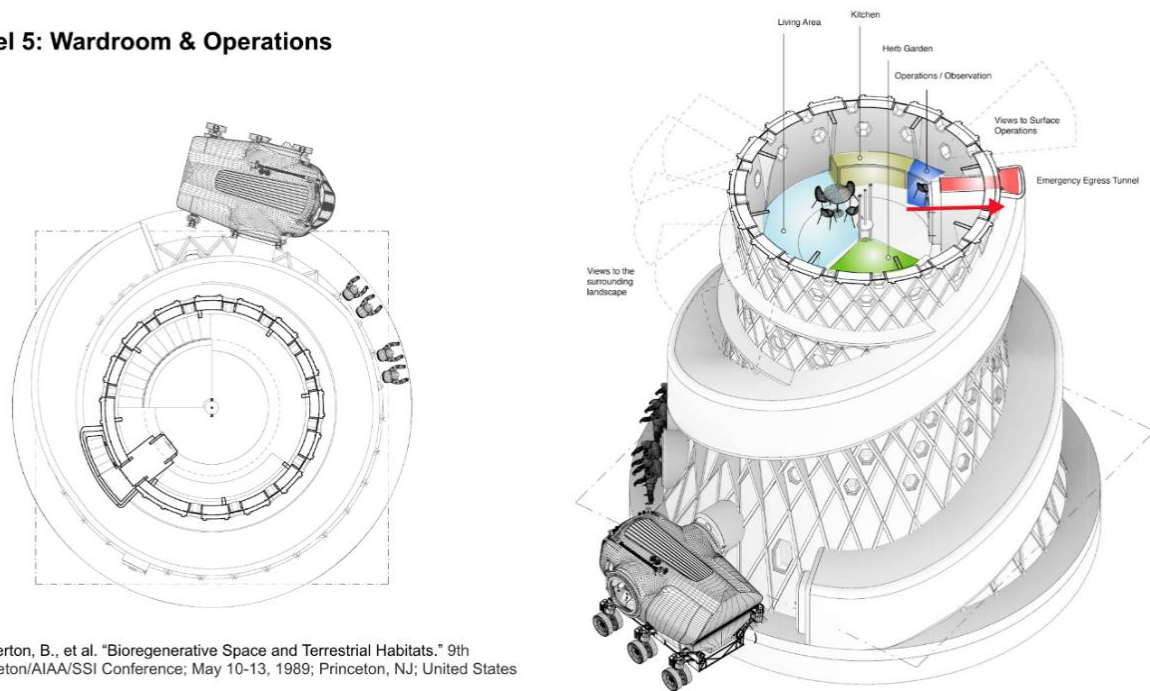 el 5: Wardroom & Operations
Living Area
Kitchen
Herb Garden
Operations / Observation
Views to Surface
Operations
Emergency Egress Tunnel
Views to the
surrounding
landscape
erton, B., et al. “Bioregenerative Space and Terrestrial Habitats.” 9th
eton/AIAA/SSI Conference; May 10-13, 1989; Princeton, NJ; United States